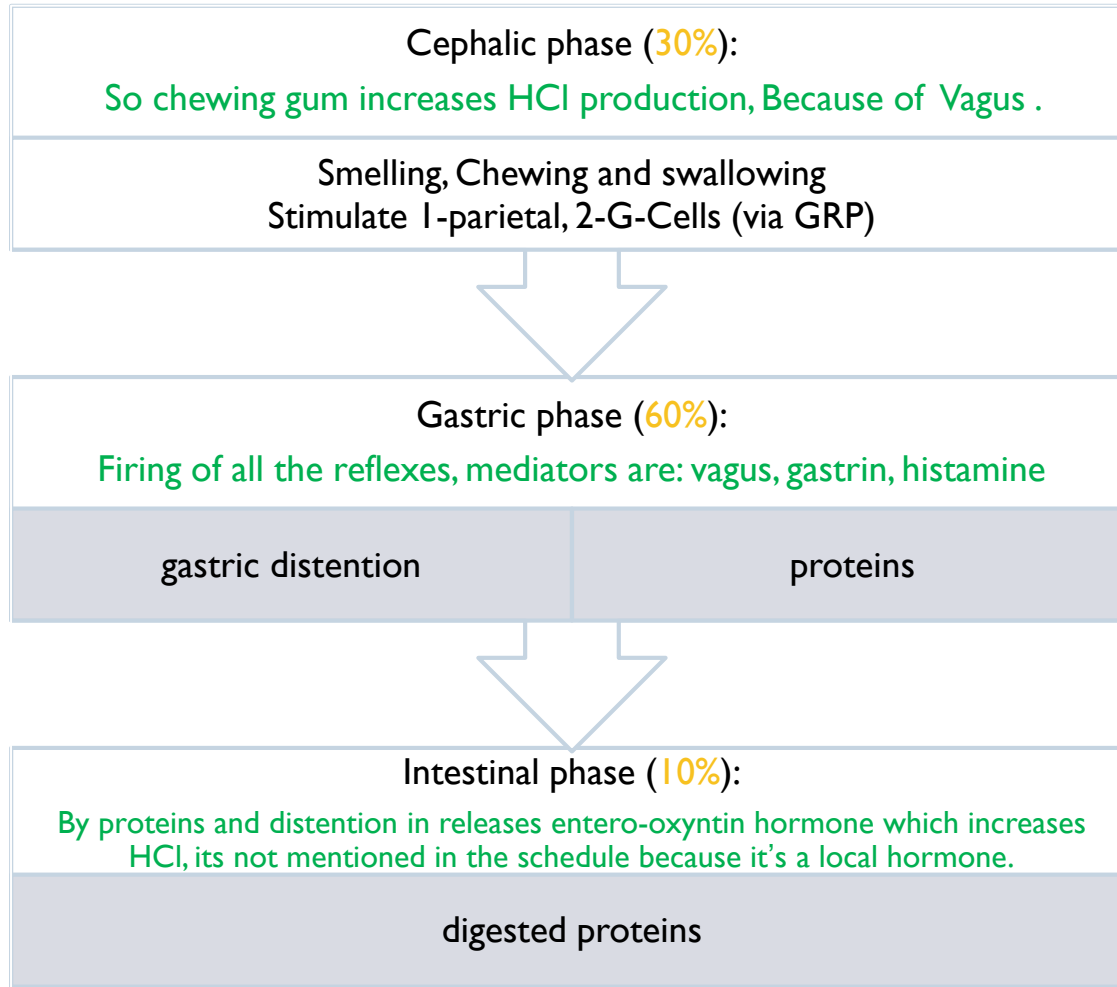 Cephalic phase (30%):
So chewing gum increases HCl production, Because of Vagus .
Smelling, Chewing and swallowing
Stimulate 1-parietal, 2-G-Cells (via GRP)
Gastric phase (60%):
Firing of all the reflexes, mediators are: vagus, gastrin, histamine
gastric distention
proteins
Intestinal phase (10%):
By proteins and distention in releases entero-oxyntin hormone which increases
HCl, its not mentioned in the schedule because it’s a local hormone.
digested proteins